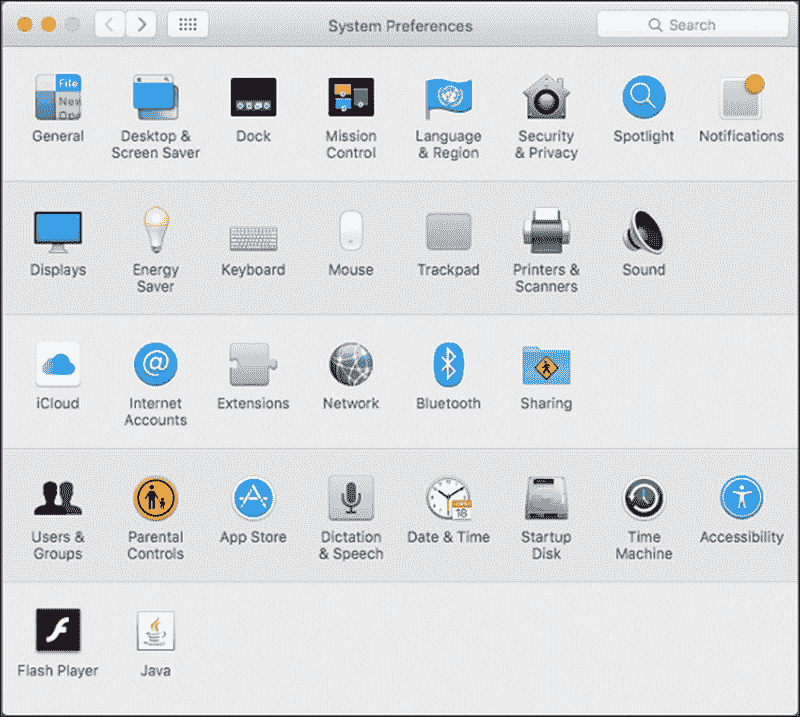 System Preferences
Search
File
New
Ope
General
Desktop &
Screen Saver
Dock
Mission
Control
Language
& Region
Security
& Privacy
Spotlight
Notifications
Displays
Energy
Saver
Keyboard
Mouse
Trackpad
Printers &
Scanners
Sound
iCloud
@
Internet
Accounts
Extensions
Network
Bluetooth
Sharing
Users &
Groups
Parental
Controls
App Store
Dictation
& Speech
18
Date & Time
Startup
Disk
Time
Machine
Accessibility
Flash Player
Java